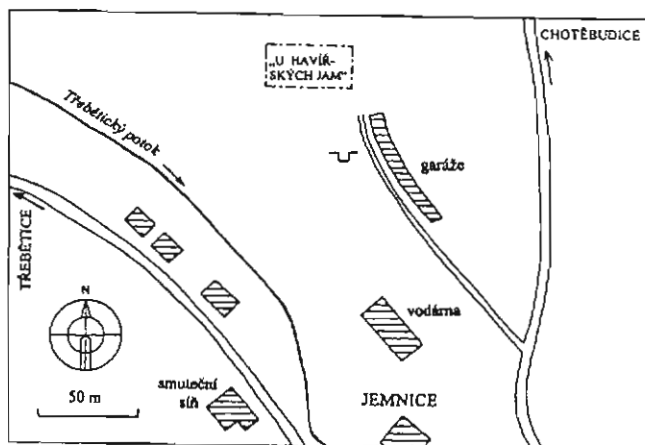 CHOTĚBUDICE
„U HAVÍŘ-
SKÝCH JAM“
Třebětický potok
garáže
TŘEBĚTICE
N
vodárna
50 m
smuteční
síň
JEMNICE